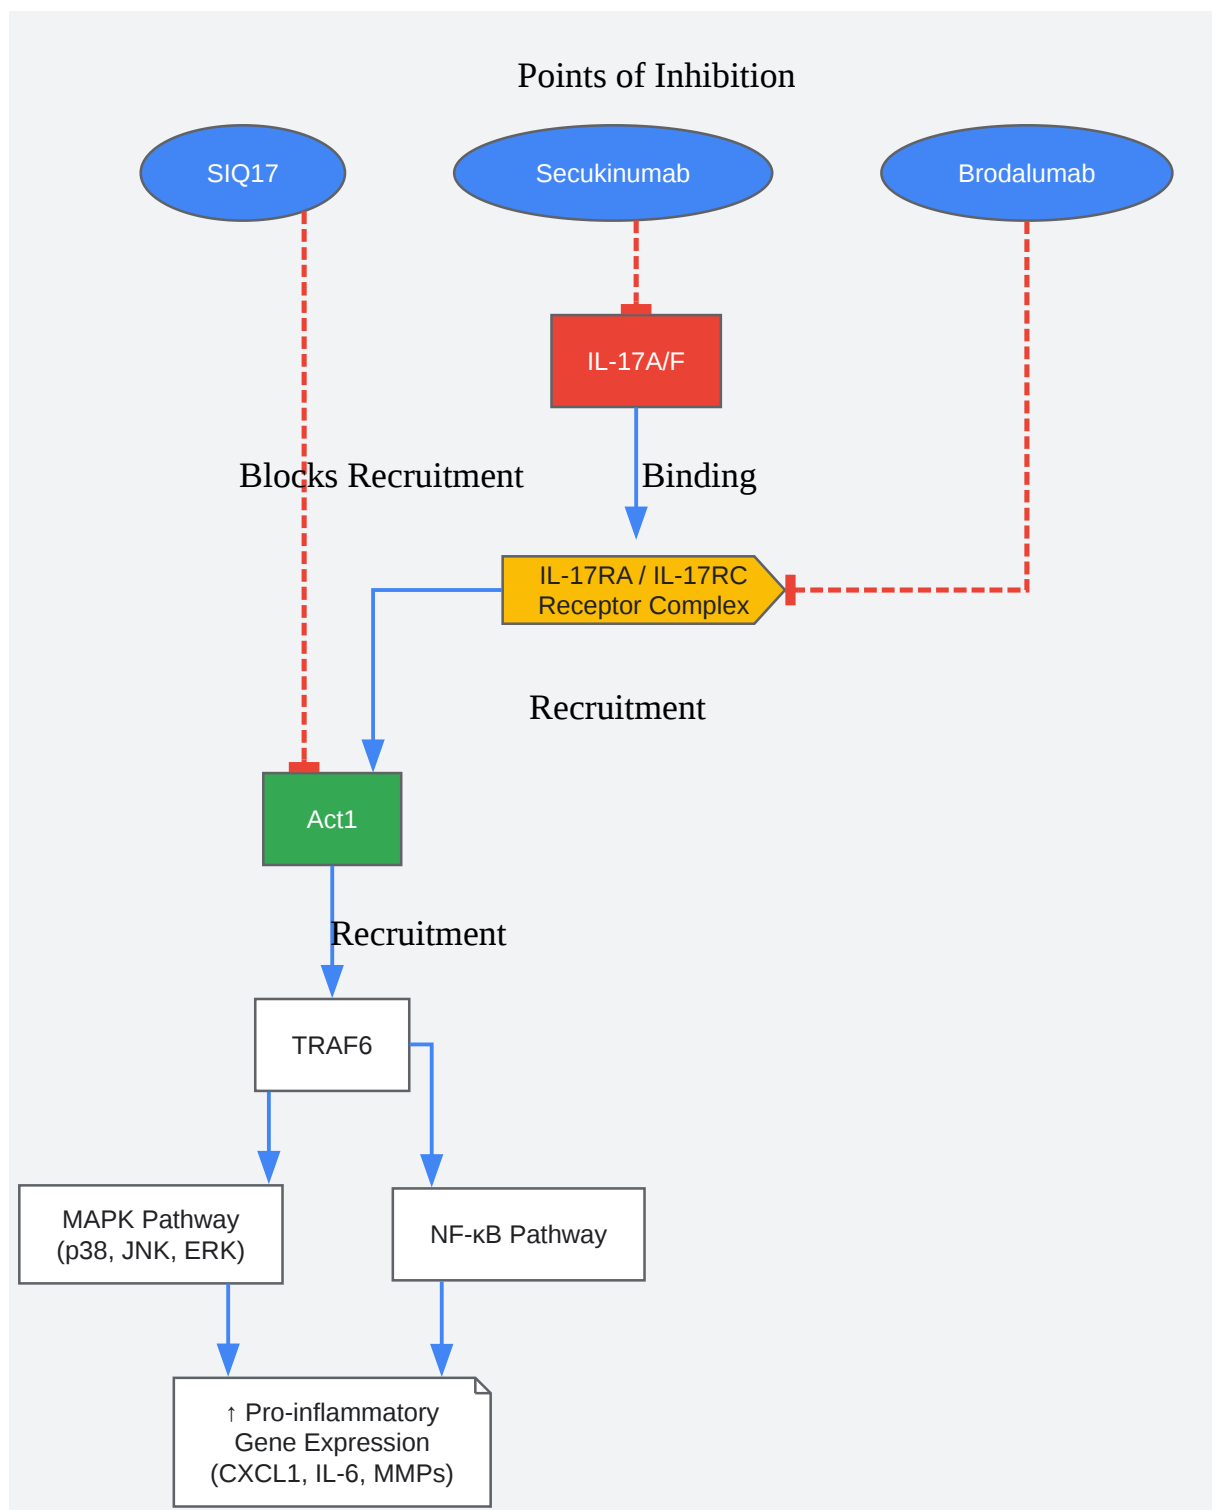 Points of Inhibition
SIQ17
Secukinumab
Brodalumab
IL-17A/F
Blocks Recruitment
Binding
IL-17RA / IL-17RC
Receptor Complex
Recruitment
Act1
Recruitment
TRAF6
MAPK Pathway
(p38, JNK, ERK)
NF-κB Pathway
↑ Pro-inflammatory
Gene Expression
(CXCL1, IL-6, MMPs)